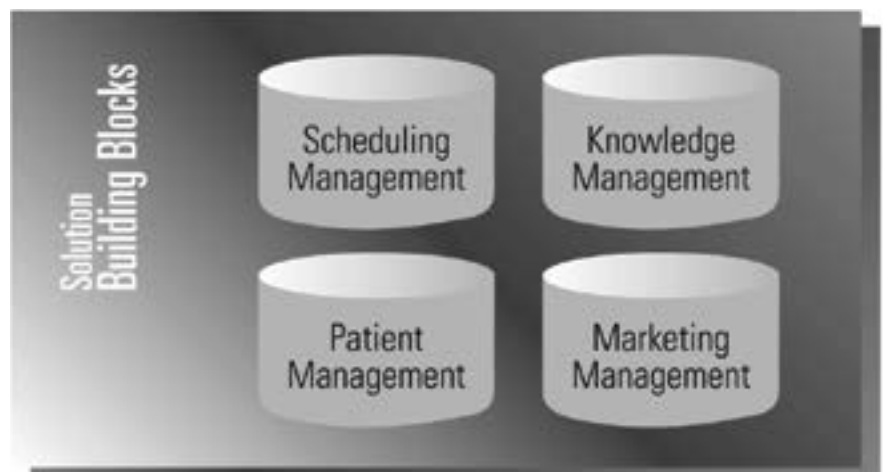 Solution
Building Blocks
Scheduling
Management
Knowledge
Management
Patient
Management
Marketing
Management